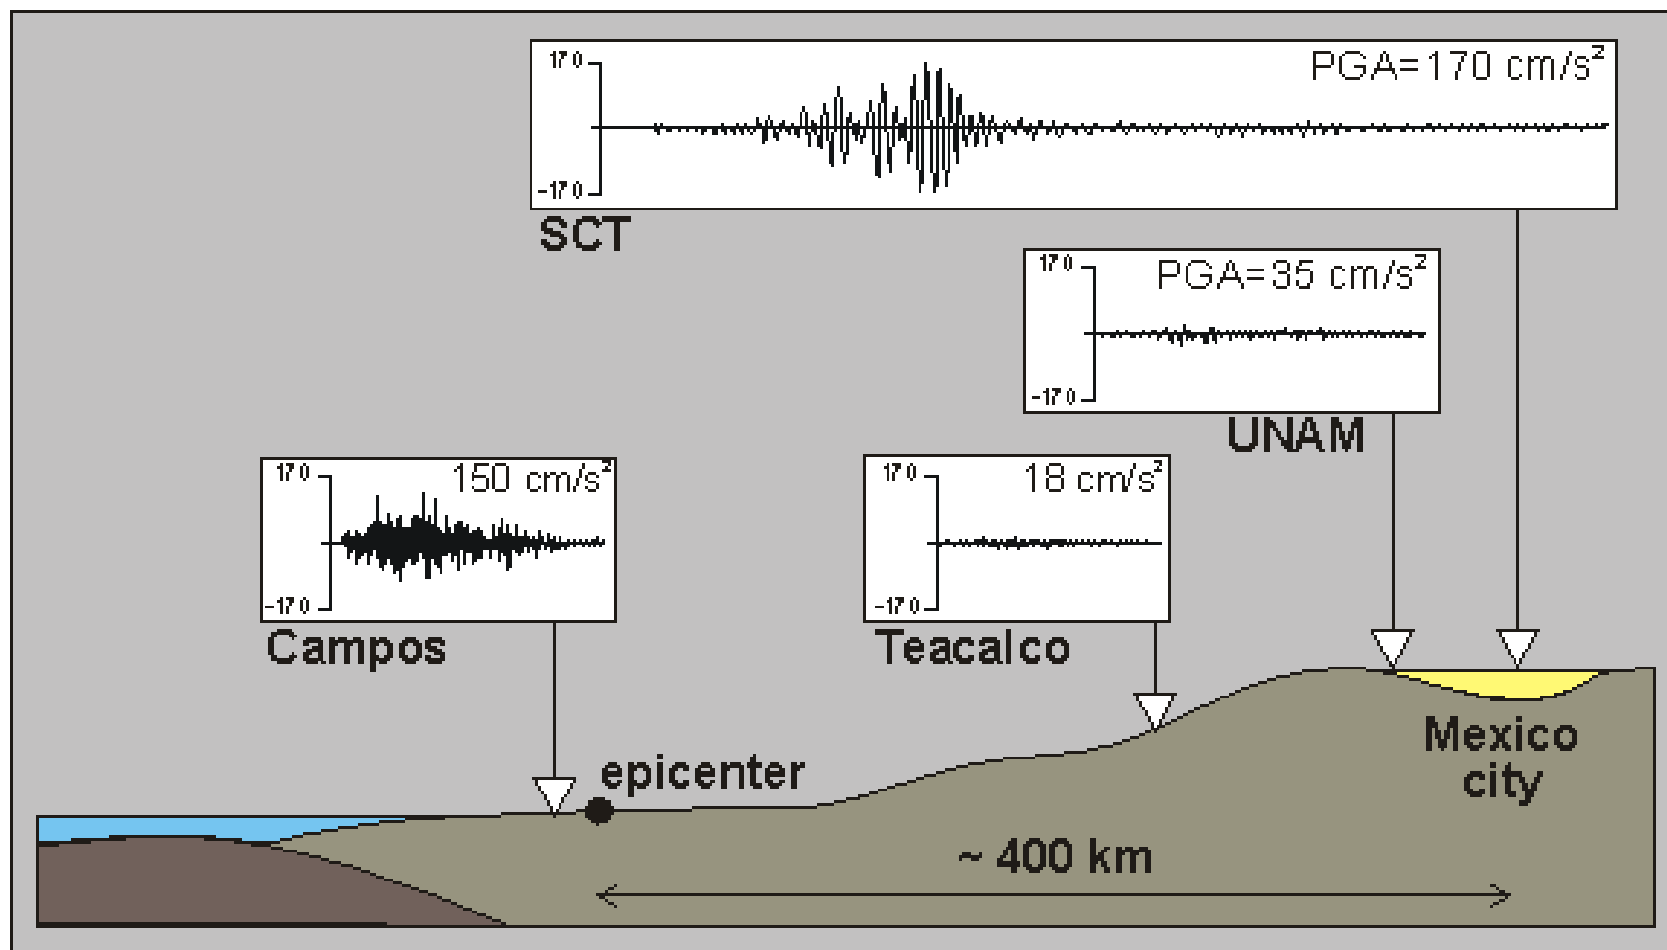 170
PGA=170 cm/s²
-170
SCT
170
PGA=35 cm/s²
-170
UNAM
170
150 cm/s²
-170
Campos
170
18 cm/s²
-170
Teacalco
epicenter
Mexico
city
~ 400 km